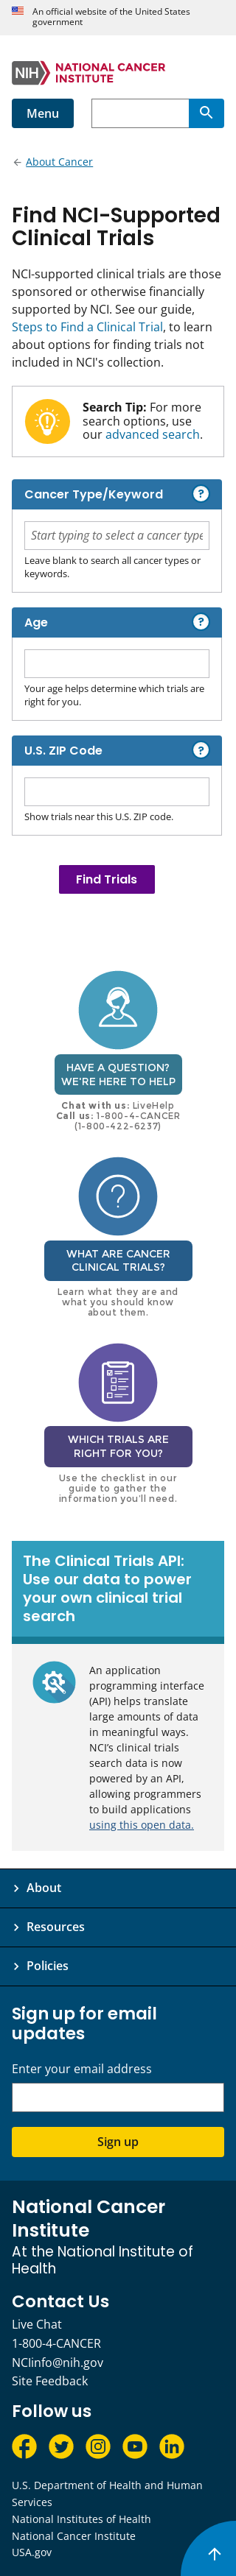 An official website of the United States
government
NIH NATIONAL CANCER
INSTITUTE
Menu
← About Cancer
Find NCI-Supported
Clinical Trials
NCI-supported clinical trials are those
sponsored or otherwise financially
supported by NCI. See our guide,
Steps to Find a Clinical Trial, to learn
about options for finding trials not
included in NCI's collection.
Search Tip: For more
search options, use
our advanced search.
Cancer Type/Keyword ?
Start typing to select a cancer type
Leave blank to search all cancer types or
keywords.
Age ?
Your age helps determine which trials are
right for you.
U.S. ZIP Code ?
Show trials near this U.S. ZIP code.
Find Trials
HAVE A QUESTION?
WE'RE HERE TO HELP
Chat with us: LiveHelp
Call us: 1-800-4-CANCER
(1-800-422-6237)
?
WHAT ARE CANCER
CLINICAL TRIALS?
Learn what they are and
what you should know
about them.
WHICH TRIALS ARE
RIGHT FOR YOU?
Use the checklist in our
guide to gather the
information you'll need.
The Clinical Trials API:
Use our data to power
your own clinical trial
search
An application
programming interface
(API) helps translate
large amounts of data
in meaningful ways.
NCI's clinical trials
search data is now
powered by an API,
allowing programmers
to build applications
using this open data.
About
Resources
Policies
Sign up for email
updates
Enter your email address
Sign up
National Cancer
Institute
At the National Institute of
Health
Contact Us
Live Chat
1-800-4-CANCER
NCIinfo@nih.gov
Site Feedback
Follow us
U.S. Department of Health and Human
Services
National Institutes of Health
National Cancer Institute
USA.gov